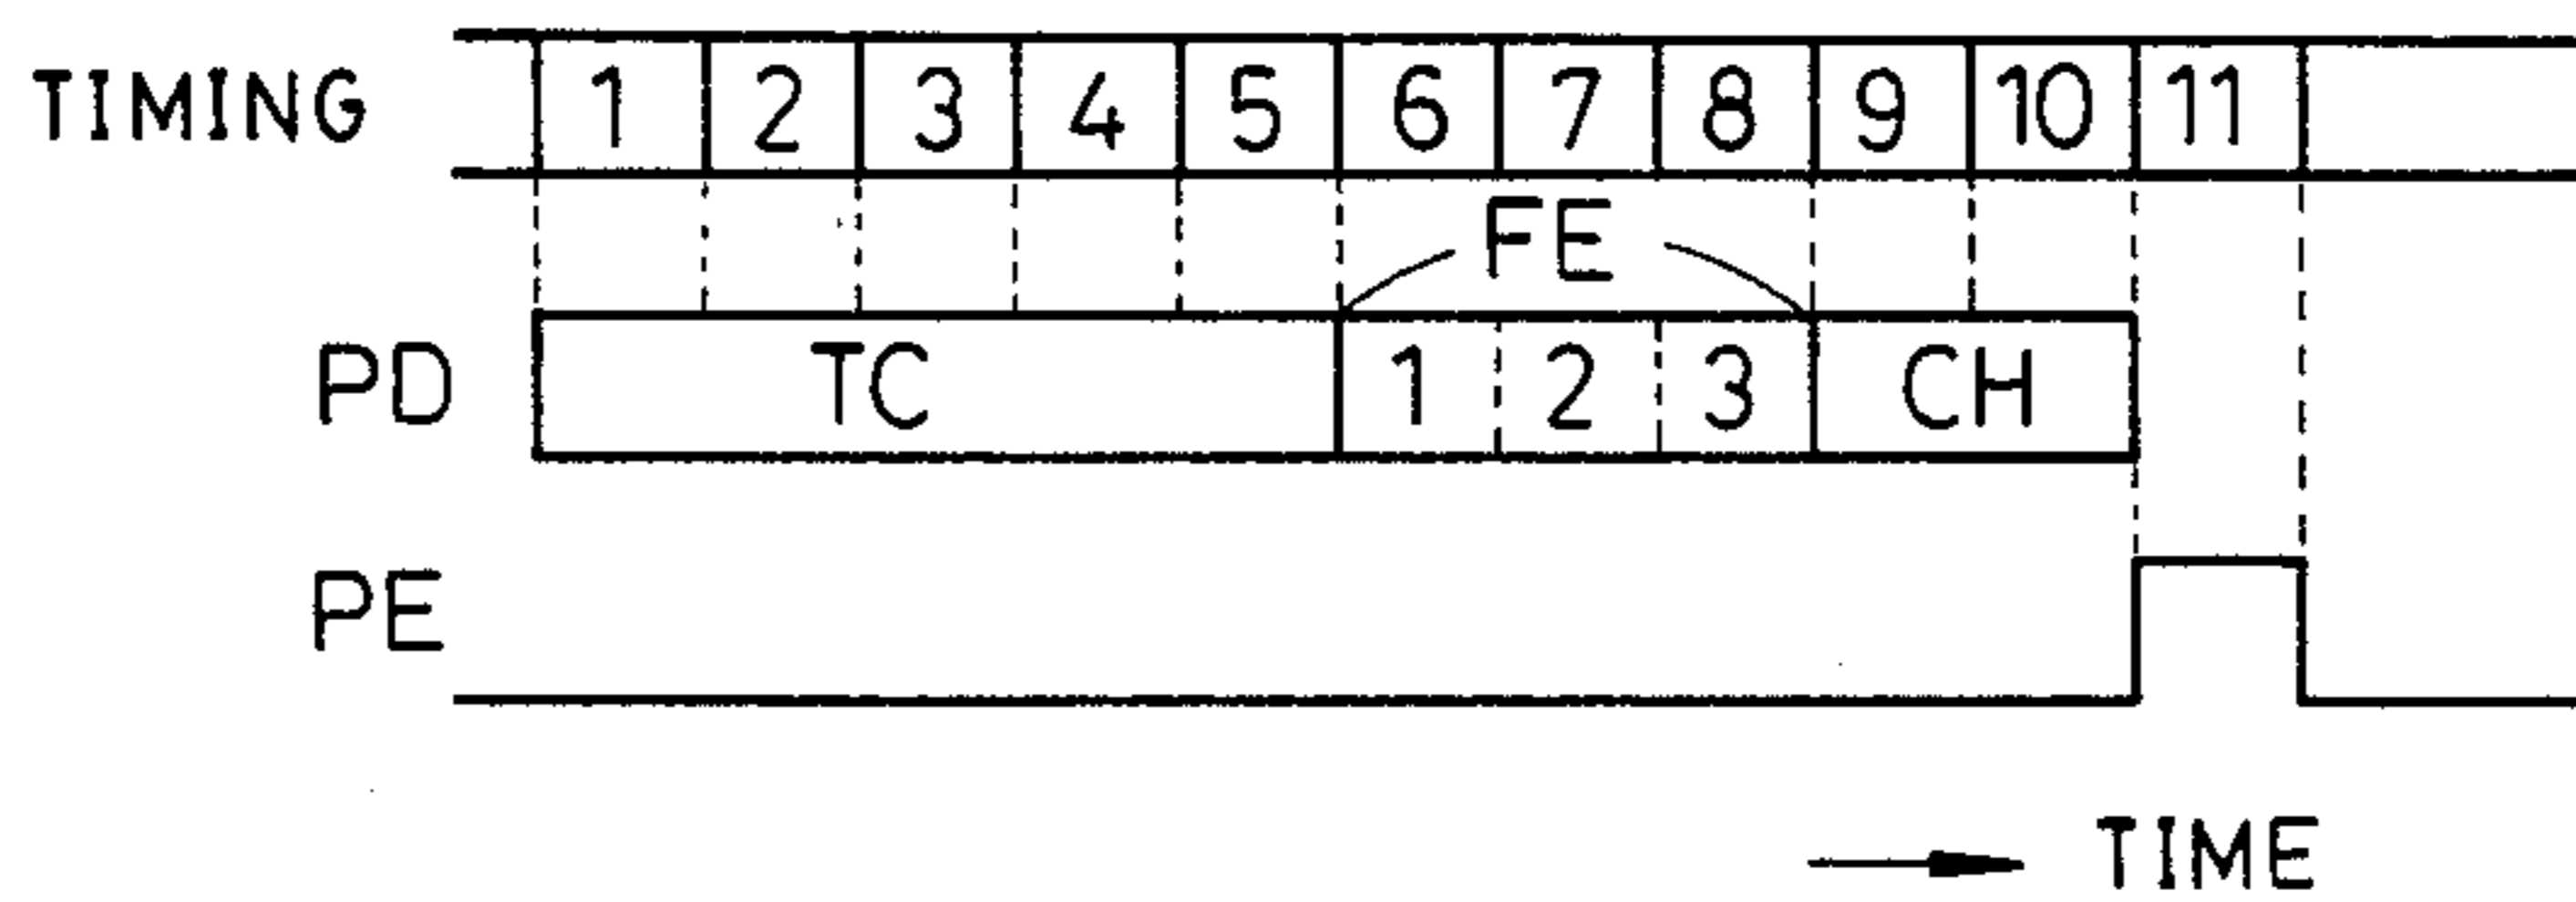 TIMING 1 2 3 4 5 6 7 8 9 10 11
FE
PD TC 1 2 3 CH
PE
TIME